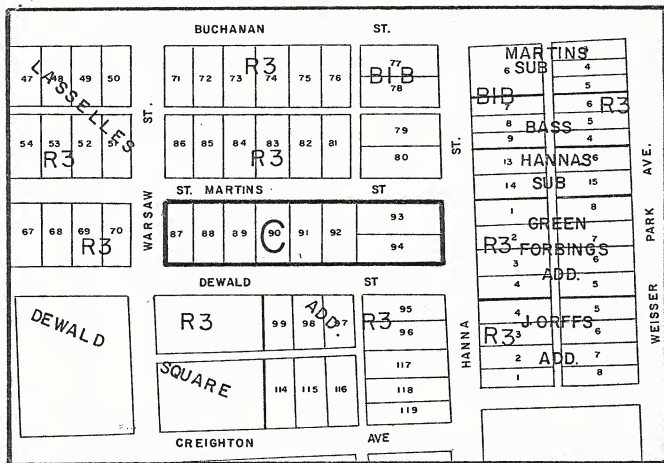 BUCHANAN ST.
47 48 49 50
LASSELLES
71 72 73 74 75 76
R3
77
78
B1B
MARTINS
SUB
6
4
5
B1B
7
6
R3
54 53 52 51
R3
ST.
86 85 84 83 82 81
R3
79
80
ST.
8
5
BASS
9
4
13 HANNAS 6
14 SUB 15
AVE.
ST. MARTINS ST
67 68 69 70
R3
WARSAW
87 88 89 90 91 92
C
93
94
1
8
GREEN
R3
2
7
FORBINGS
3
6
ADD.
4
5
PARK
DEWALD ST
DEWALD
R3
99 98 97
ADD.
R3
95
96
4
5
J.ORFFS
R3
3
6
2
7
ADD.
1
8
HANNA
WEISSER
SQUARE
114 115 116
117
118
119
CREIGHTON AVE